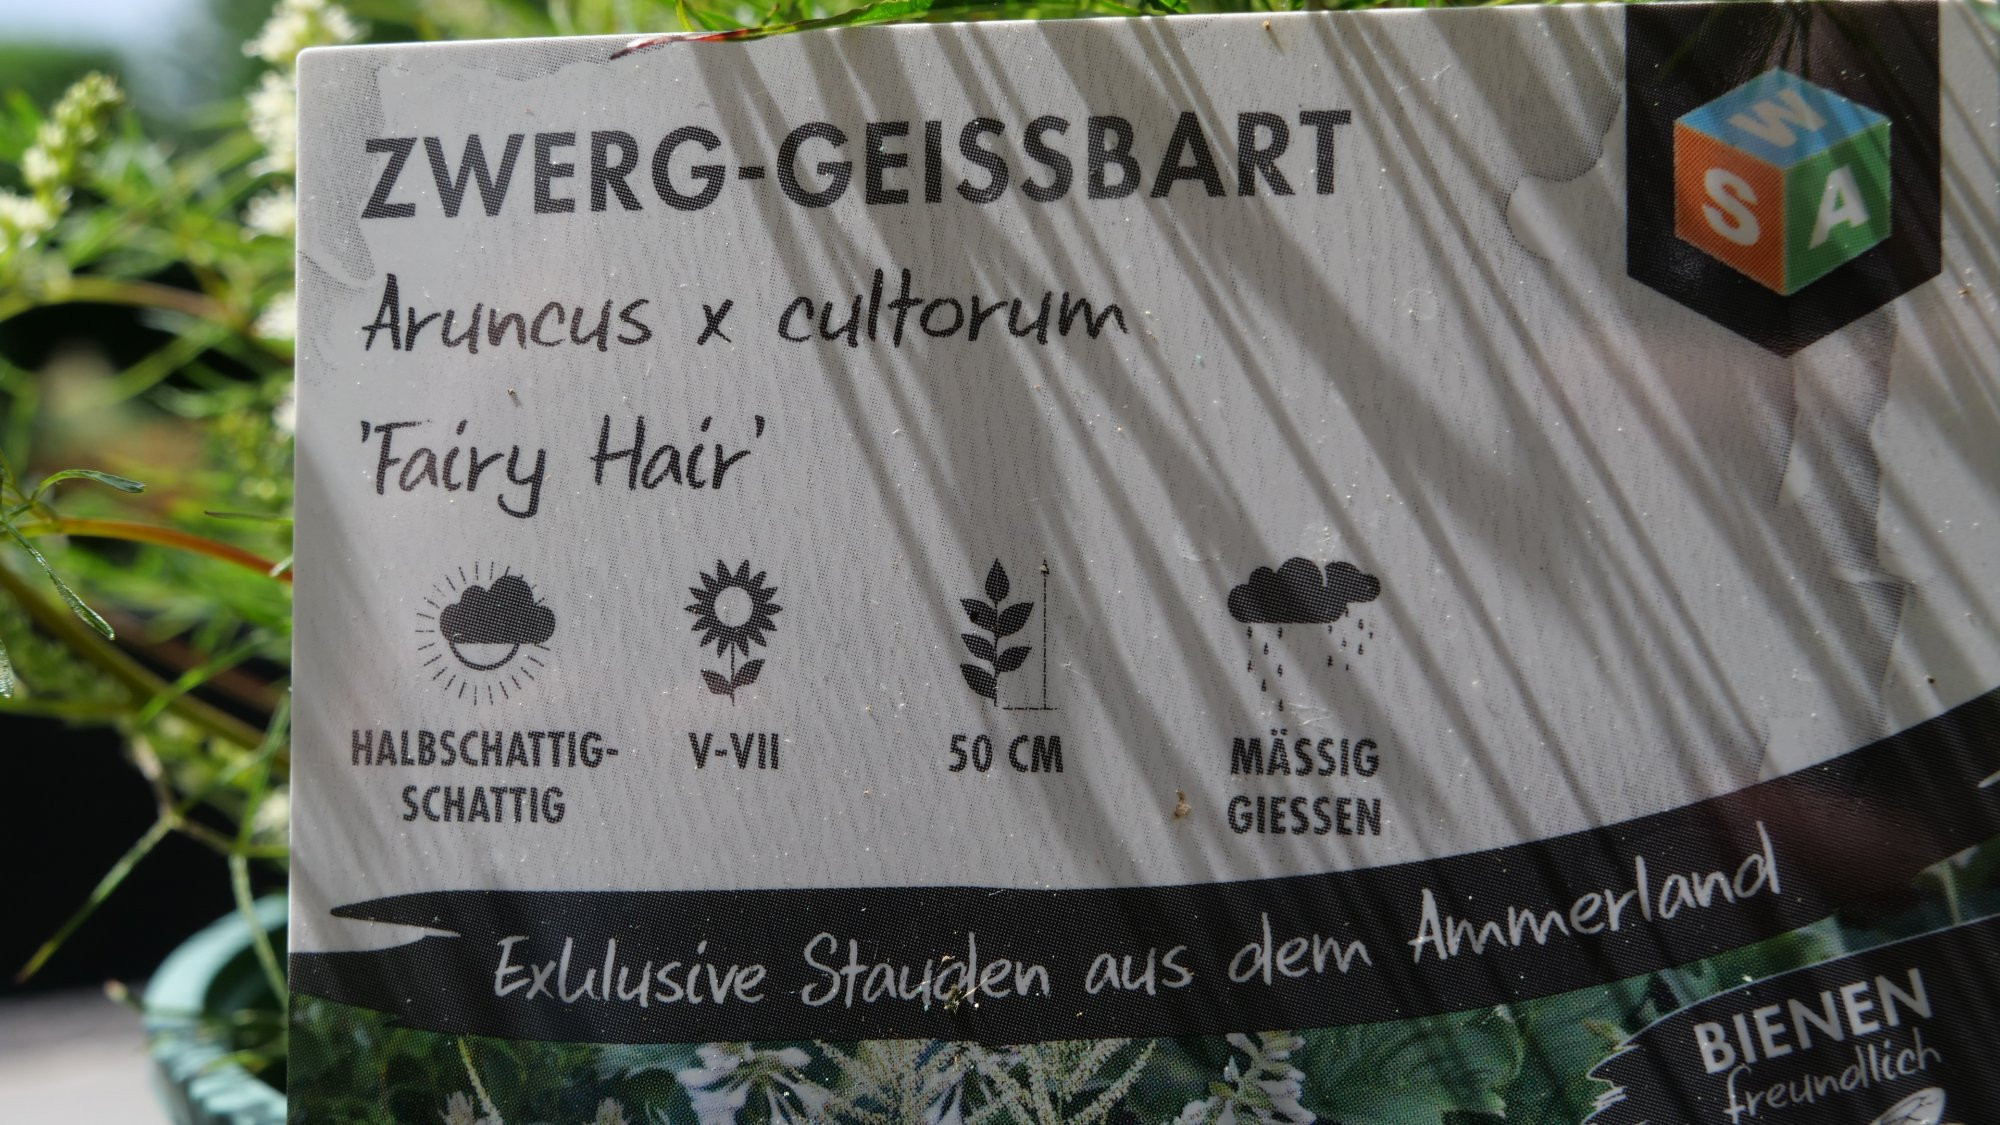 ZWERG-GEISSBART
W
S A
Aruncus x cultorum
'Fairy Hair'
HALBSCHATTIG-
SCHATTIG
V-VII
50 CM
MÄSSIG
GIESSEN
Exklusive Stauden aus dem Ammerland
BIENEN
freundlich